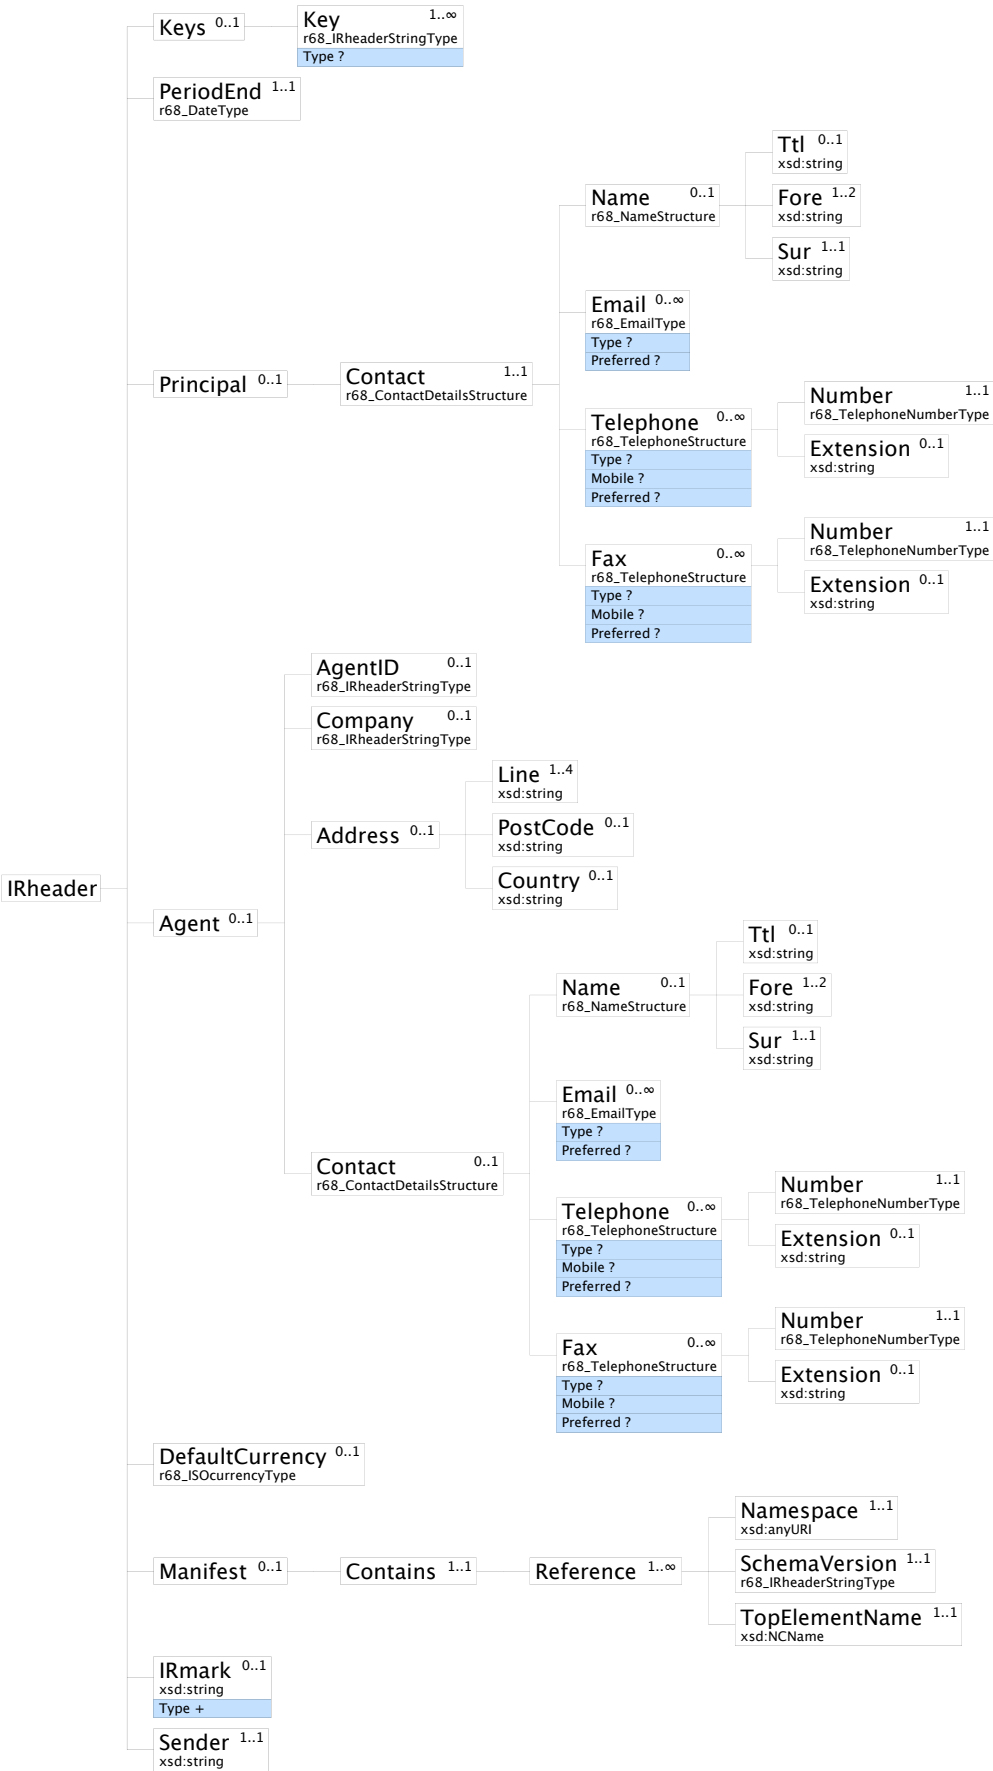 Keys 0..1
Key 1..∞
r68_IRheaderStringType
Type ?
PeriodEnd 1..1
r68_DateType
Ttl 0..1
xsd:string
Name 0..1
r68_NameStructure
Fore 1..2
xsd:string
Sur 1..1
xsd:string
Email 0..∞
r68_EmailType
Type ?
Preferred ?
Principal 0..1
Contact 1..1
r68_ContactDetailsStructure
Telephone 0..∞
r68_TelephoneStructure
Type ?
Mobile ?
Preferred ?
Number 1..1
r68_TelephoneNumberType
Extension 0..1
xsd:string
Fax 0..∞
r68_TelephoneStructure
Type ?
Mobile ?
Preferred ?
Number 1..1
r68_TelephoneNumberType
Extension 0..1
xsd:string
AgentID 0..1
r68_IRheaderStringType
Company 0..1
r68_IRheaderStringType
Address 0..1
Line 1..4
xsd:string
PostCode 0..1
xsd:string
Country 0..1
xsd:string
IRheader
Agent 0..1
Ttl 0..1
xsd:string
Name 0..1
r68_NameStructure
Fore 1..2
xsd:string
Sur 1..1
xsd:string
Email 0..∞
r68_EmailType
Type ?
Preferred ?
Contact 0..1
r68_ContactDetailsStructure
Telephone 0..∞
r68_TelephoneStructure
Type ?
Mobile ?
Preferred ?
Number 1..1
r68_TelephoneNumberType
Extension 0..1
xsd:string
Fax 0..∞
r68_TelephoneStructure
Type ?
Mobile ?
Preferred ?
Number 1..1
r68_TelephoneNumberType
Extension 0..1
xsd:string
DefaultCurrency 0..1
r68_ISOcurrencyType
Manifest 0..1
Contains 1..1
Reference 1..∞
Namespace 1..1
xsd:anyURI
SchemaVersion 1..1
r68_IRheaderStringType
TopElementName 1..1
xsd:NCName
IRmark 0..1
xsd:string
Type +
Sender 1..1
xsd:string